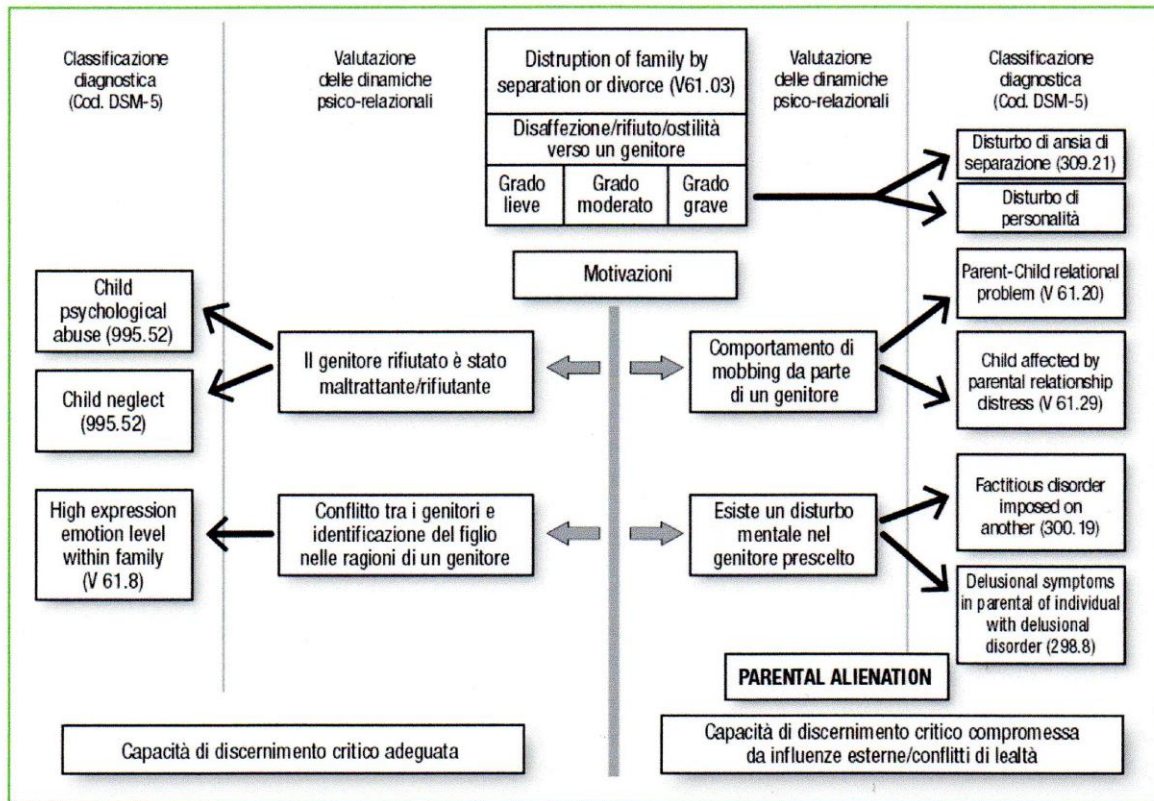 Classificazione
diagnostica
(Cod. DSM-5)
Valutazione
delle dinamiche
psico-relazionali
Distruption of family by
separation or divorce (V61.03)
Disaffezione/rifiuto/ostilità
verso un genitore
Grado
lieve
Grado
moderato
Grado
grave
Valutazione
delle dinamiche
psico-relazionali
Classificazione
diagnostica
(Cod. DSM-5)
Disturbo di ansia di
separazione (309.21)
Disturbo di
personalità
Motivazioni
Child
psychological
abuse (995.52)
Child neglect
(995.52)
Il genitore rifiutato è stato
maltrattante/rifiutante
Comportamento di
mobbing da parte
di un genitore
Parent-Child relational
problem (V 61.20)
Child affected by
parental relationship
distress (V 61.29)
High expression
emotion level
within family
(V 61.8)
Conflitto tra i genitori e
identificazione del figlio
nelle ragioni di un genitore
Esiste un disturbo
mentale nel
genitore prescelto
Factitious disorder
imposed on
another (300.19)
Delusional symptoms
in parental of individual
with delusional
disorder (298.8)
PARENTAL ALIENATION
Capacità di discernimento critico adeguata
Capacità di discernimento critico compromessa
da influenze esterne/conflitti di lealtà